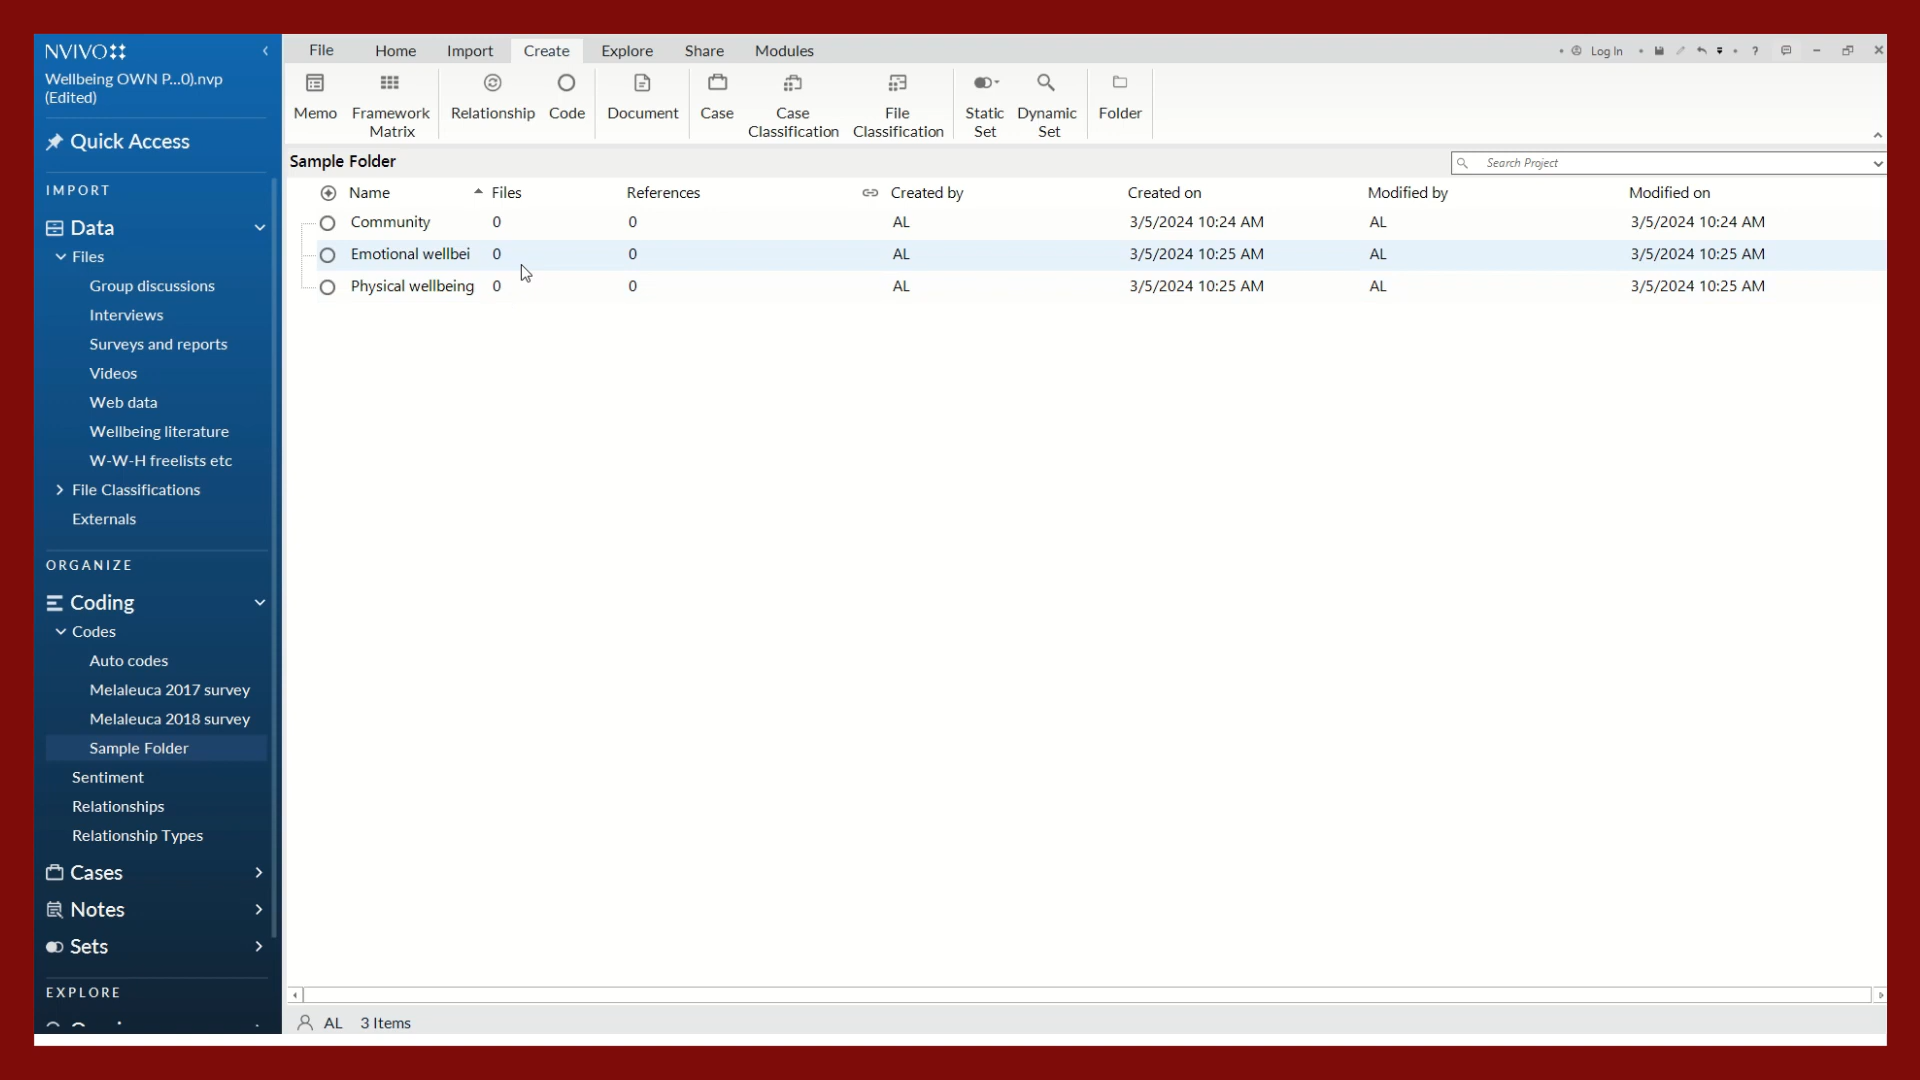 NVIVO
Wellbeing OWN P...0).nvp
(Edited)
Quick Access
IMPORT
Data
Files
Group discussions
Interviews
Surveys and reports
Videos
Web data
Wellbeing literature
W-W-H freelists etc
File Classifications
Externals
ORGANIZE
Coding
Codes
Auto codes
Melaleuca 2017 survey
Melaleuca 2018 survey
Sample Folder
Sentiment
Relationships
Relationship Types
Cases
Notes
Sets
EXPLORE
File Home Import Create Explore Share Modules
Log In ?
Memo Framework Matrix Relationship Code Document Case Case Classification File Classification Static Set Dynamic Set Folder
Sample Folder
Search Project
Name Files References Created by Created on Modified by Modified on
Community 0 0 AL 3/5/2024 10:24 AM AL 3/5/2024 10:24 AM
Emotional wellbei 0 0 AL 3/5/2024 10:25 AM AL 3/5/2024 10:25 AM
Physical wellbeing 0 0 AL 3/5/2024 10:25 AM AL 3/5/2024 10:25 AM
AL 3 Items